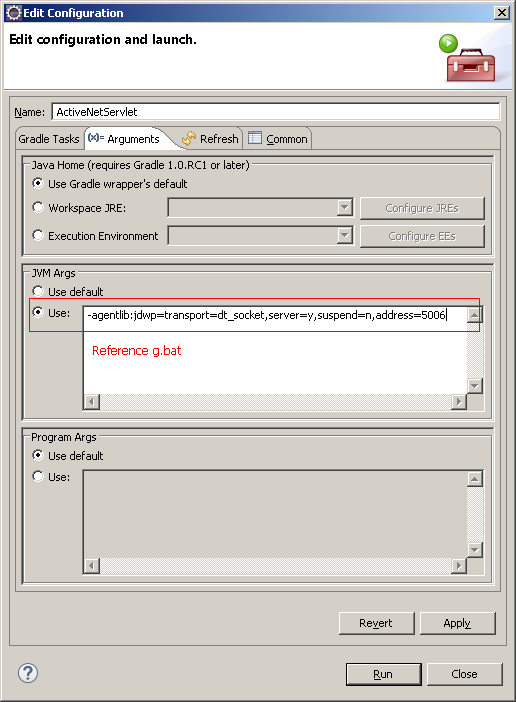 Edit Configuration
Edit configuration and launch.
Name: ActiveNetServlet
Gradle Tasks (x)= Arguments Refresh Common
Java Home (requires Gradle 1.0.RC1 or later)
Use Gradle wrapper's default
Workspace JRE: Configure JREs
Execution Environment Configure EEs
JVM Args
Use default
Use: -agentlib:jdwp=transport=dt_socket,server=y,suspend=n,address=5006
Reference g.bat
Program Args
Use default
Use:
Revert Apply
? Run Close